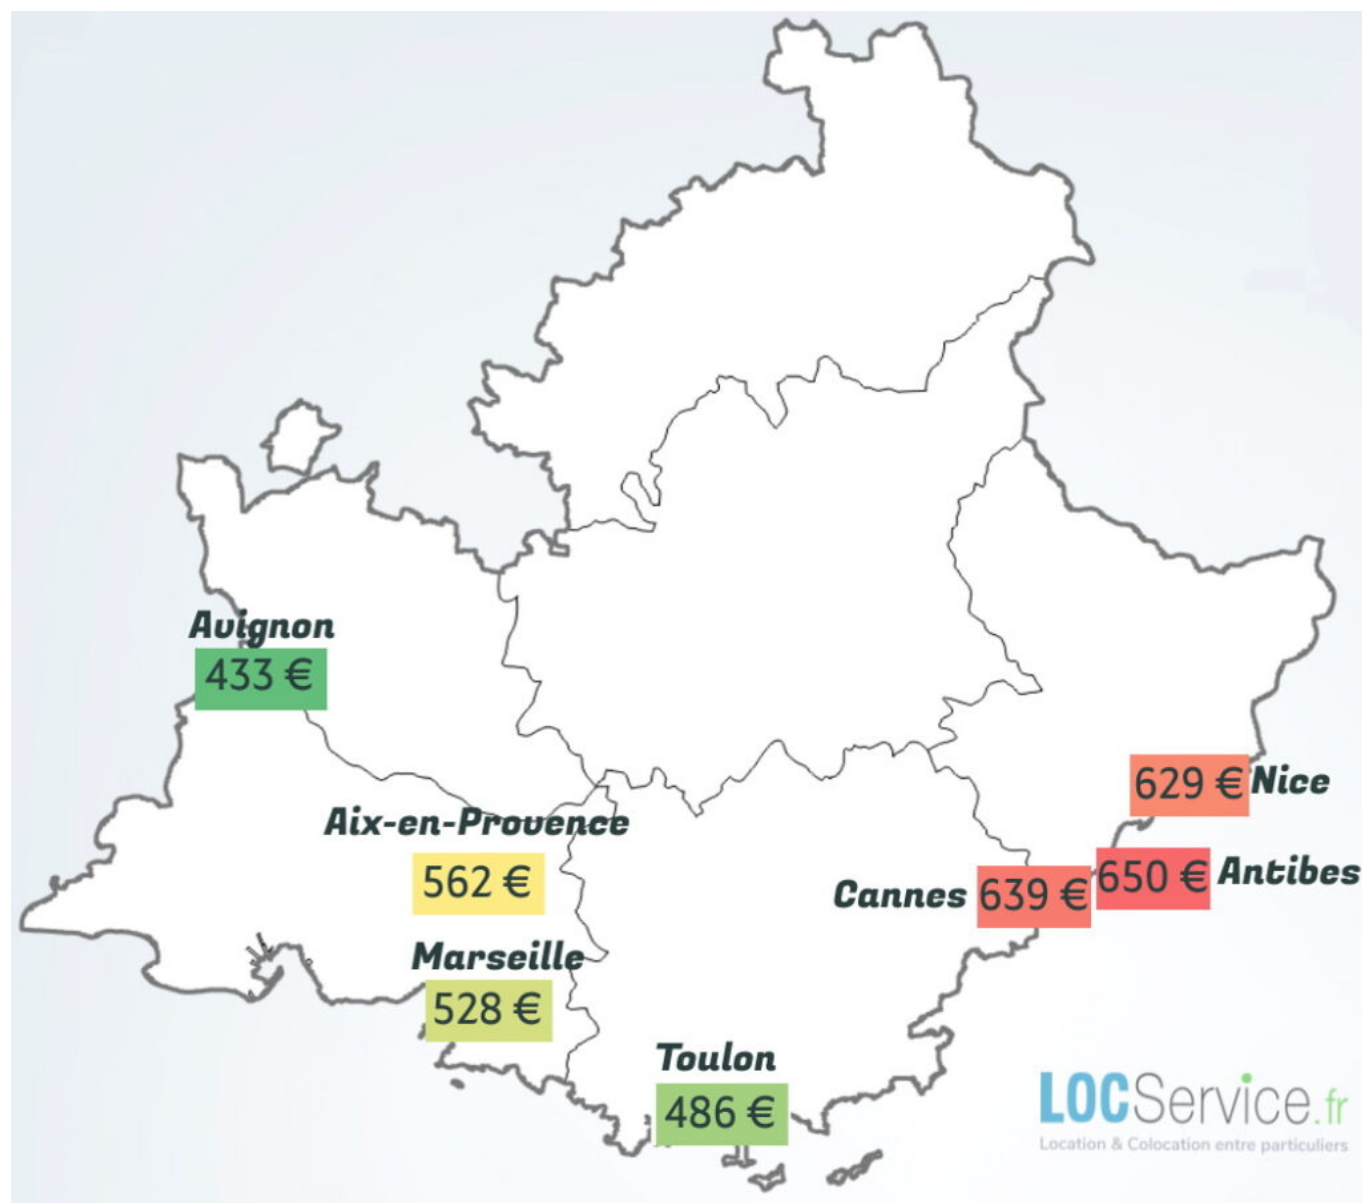 Avignon
433 €
629 € Nice
Aix-en-Provence
562 €
Cannes 639 € 650 € Antibes
Marseille
528 €
Toulon
486 €
LOCService.fr
Location & Colocation entre particuliers